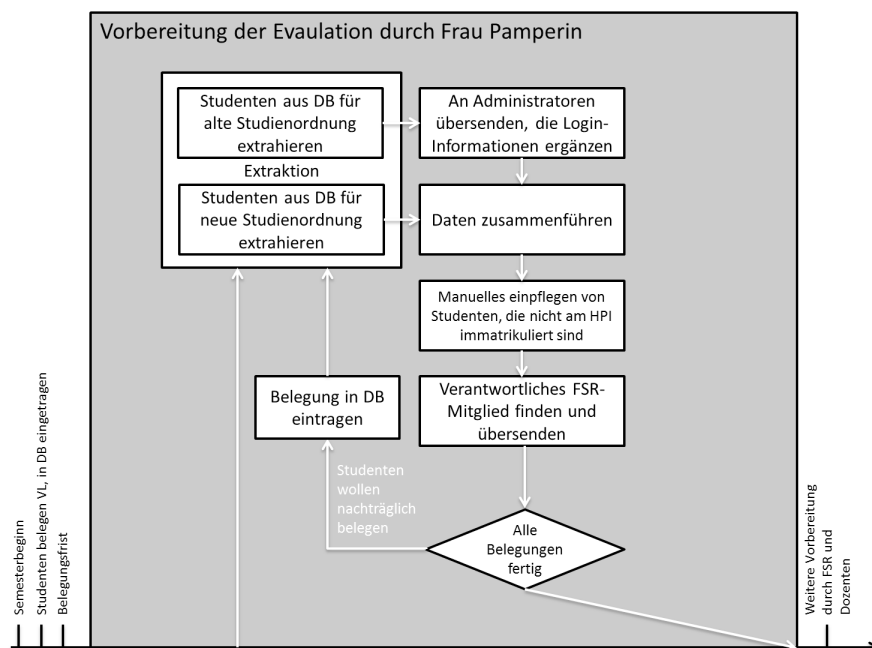 Vorbereitung der Evaulation durch Frau Pamperin
Studenten aus DB für
alte Studienordnung
extrahieren
An Administratoren
übersenden, die Login-
Informationen ergänzen
Extraktion
Studenten aus DB für
neue Studienordnung
extrahieren
Daten zusammenführen
Manuelles einpflegen von
Studenten, die nicht am HPI
immatrikuliert sind
Belegung in DB
eintragen
Verantwortliches FSR-
Mitglied finden und
übersenden
Studenten
wollen
nachträglich
belegen
Alle
Belegungen
fertig
Semesterbeginn
Studenten belegen VL, in DB eingetragen
Belegungsfrist
Weitere Vorbereitung
durch FSR und
Dozenten